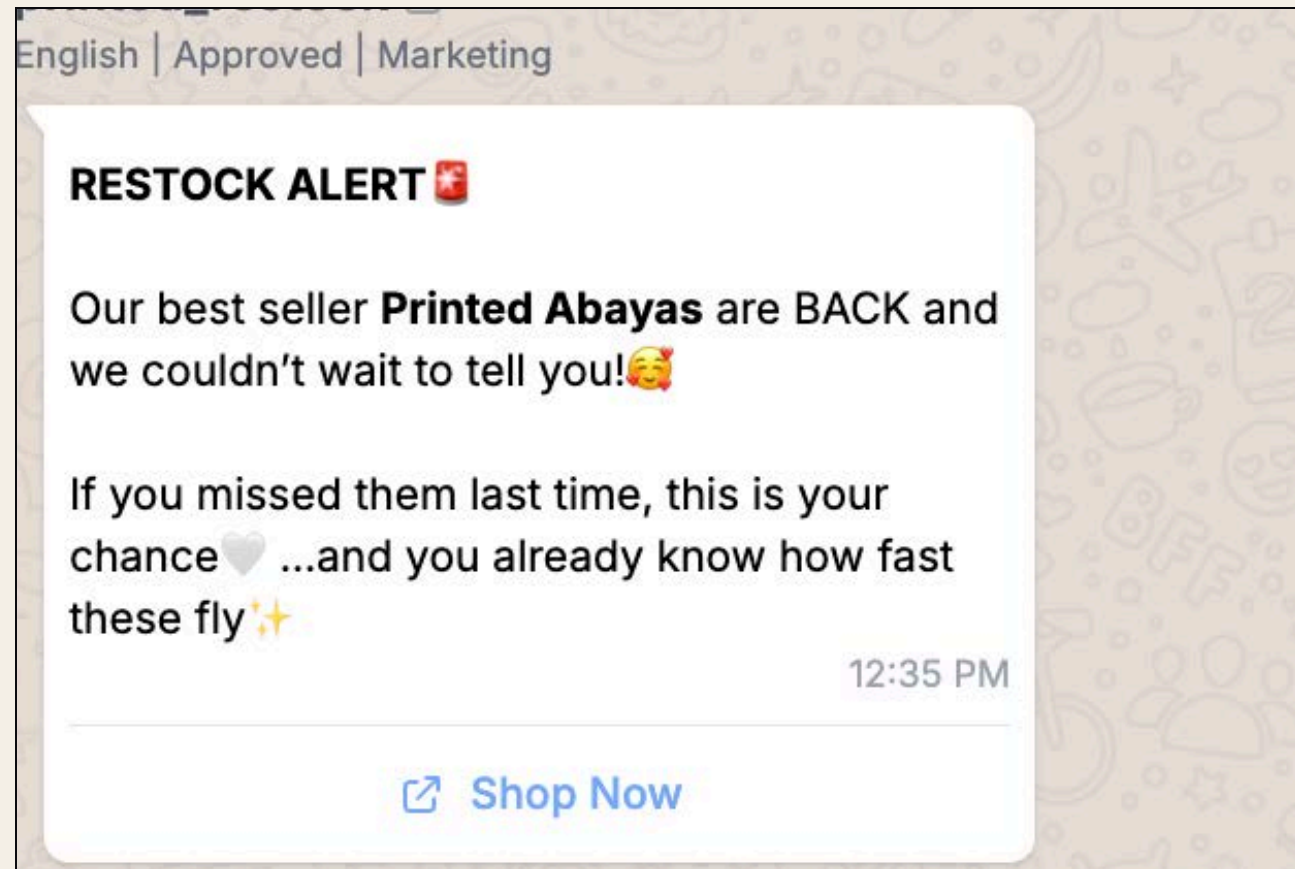 English | Approved | Marketing
RESTOCK ALERT🚨
Our best seller Printed Abayas are BACK and
we couldn’t wait to tell you!🥰
If you missed them last time, this is your
chance🤍 ...and you already know how fast
these fly✨
12:35 PM
Shop Now